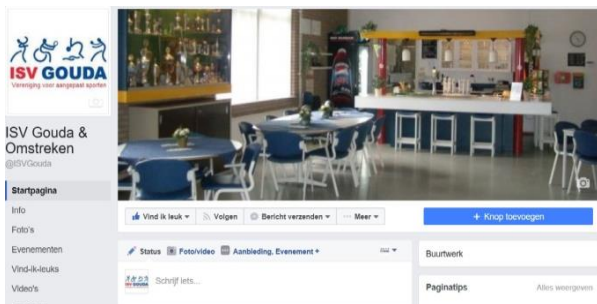 ISV GOUDA
Vereniging voor aangepast sporten
ISV Gouda &
Omstreken
@ISVGouda
Startpagina
Info
Foto's
Evenementen
Vind-ik-leuks
Video's
Vind ik leuk
Volgen
Bericht verzenden
Meer
+ Knop toevoegen
Status
Foto/video
Aanbieding, Evenement +
Schrijf iets...
Buurtwerk
Paginatips
Alles weergeven